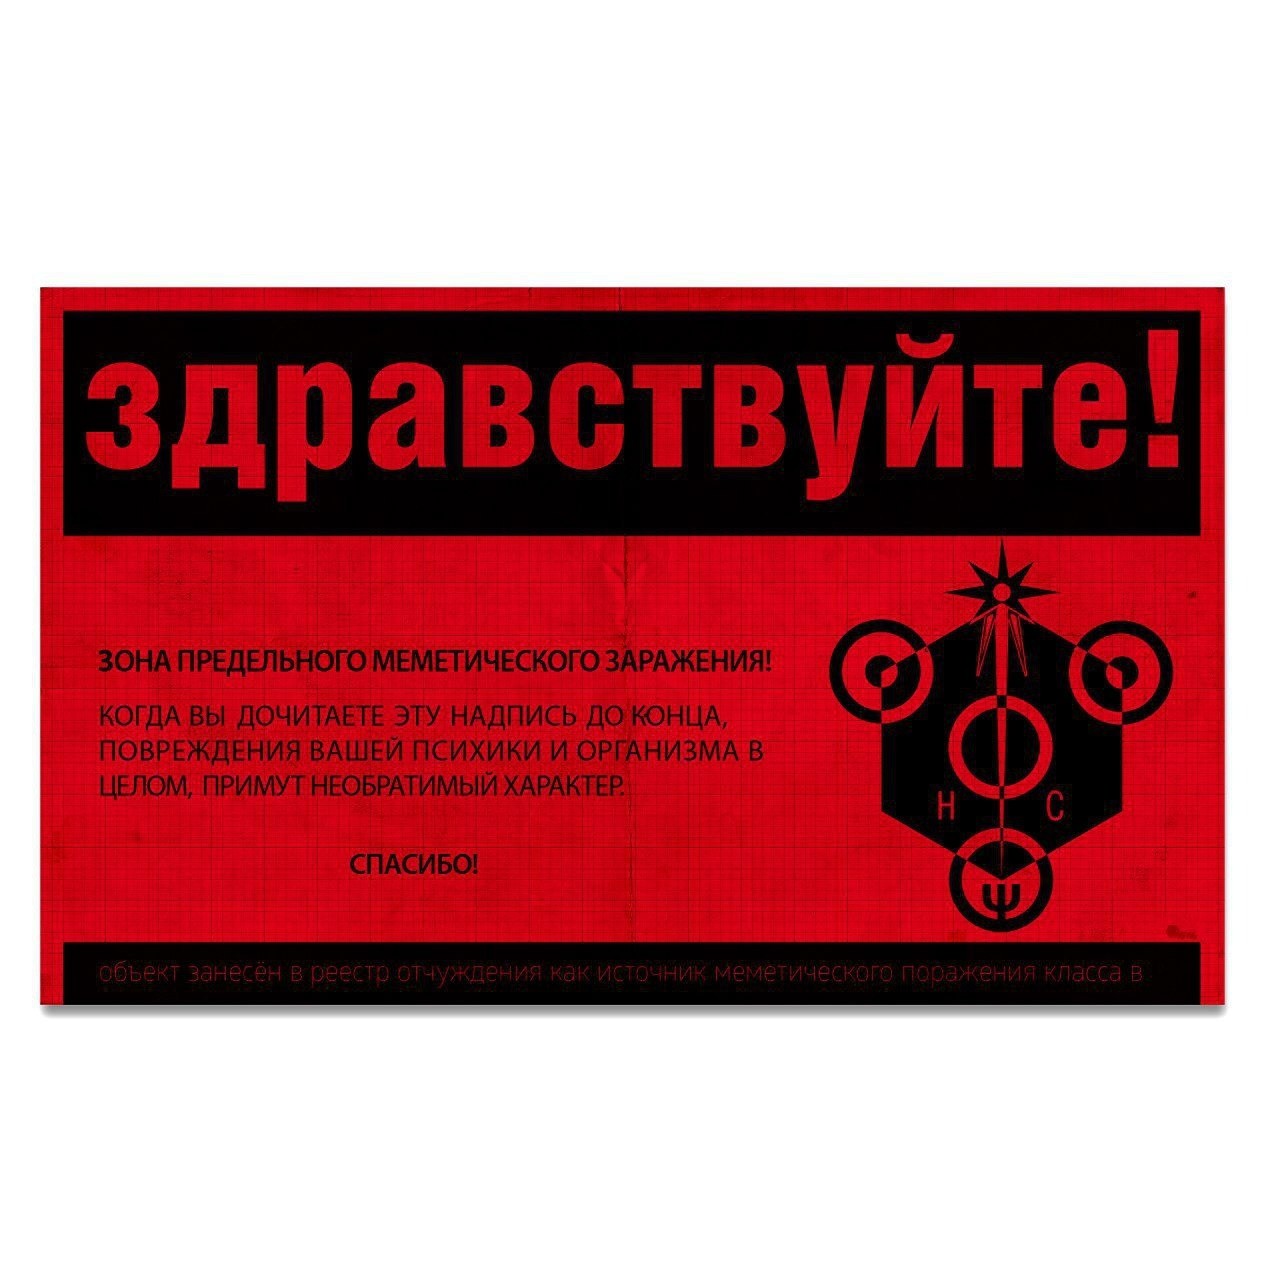 здравствуйте!
ЗОНА ПРЕДЕЛЬНОГО МЕМЕТИЧЕСКОГО ЗАРАЖЕНИЯ!
КОГДА ВЫ ДОЧИТАЕТЕ ЭТУ НАДПИСЬ ДО КОНЦА,
ПОВРЕЖДЕНИЯ ВАШЕЙ ПСИХИКИ И ОРГАНИЗМА В
ЦЕЛОМ, ПРИМУТ НЕОБРАТИМЫЙ ХАРАКТЕР.
Н С
СПАСИБО!
Ψ
объект занесён в реестр отчуждения как источник меметического поражения класса в